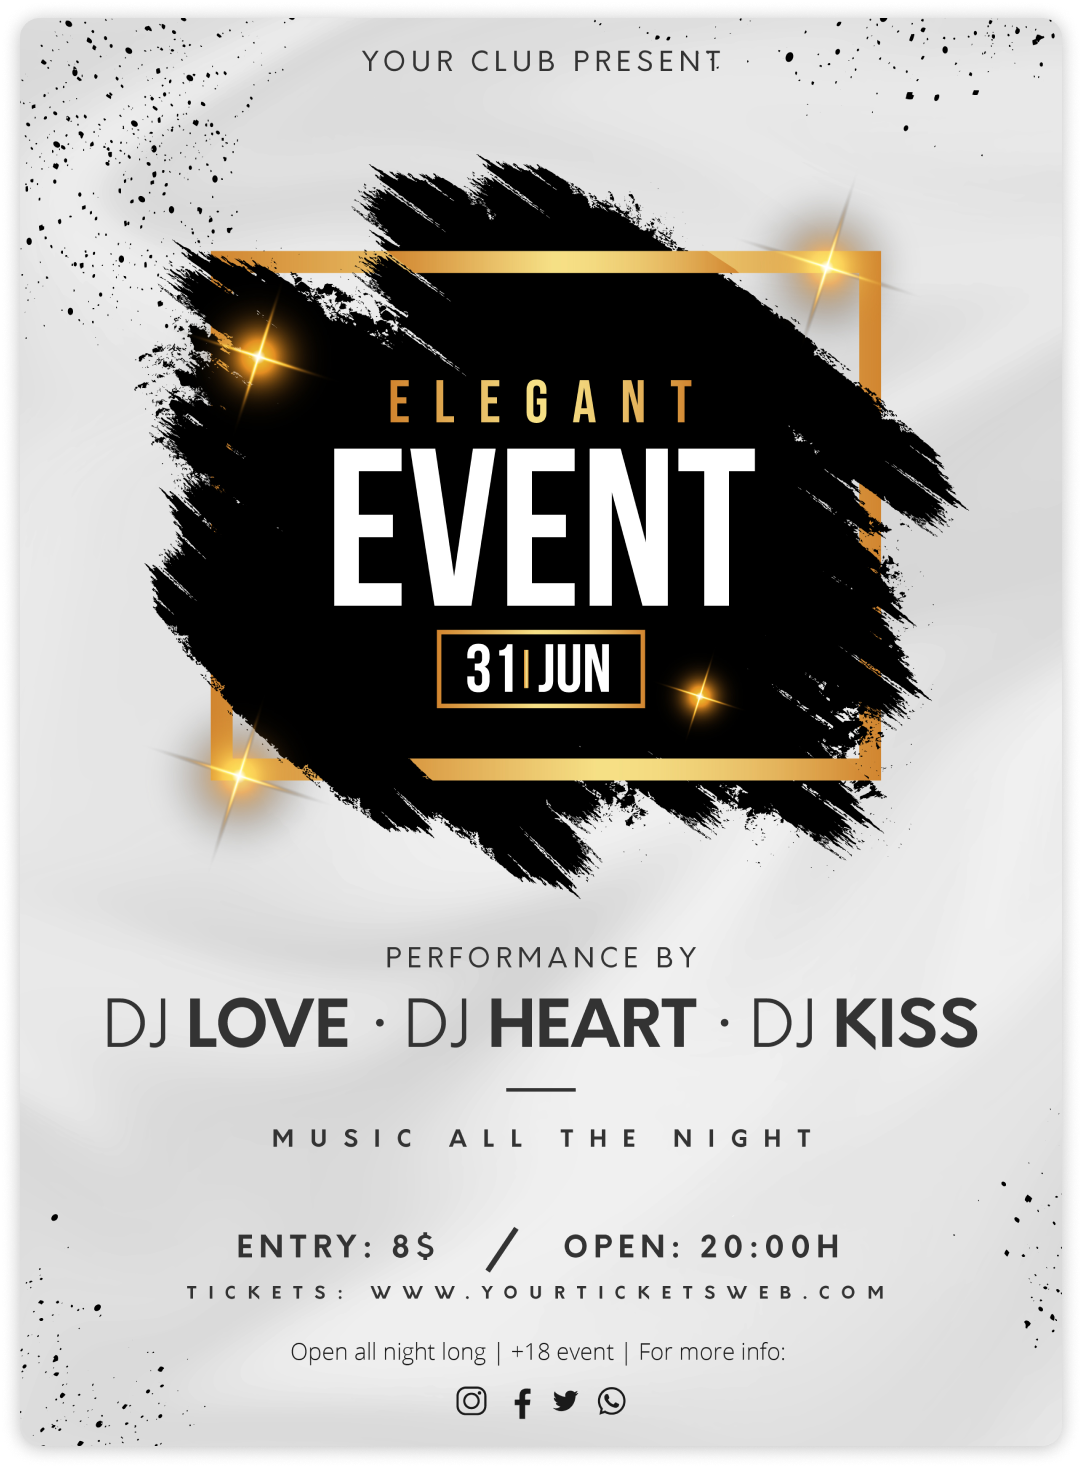 YOUR CLUB PRESENT
ELEGANT
EVENT
31 | JUN
PERFORMANCE BY
DJ LOVE · DJ HEART · DJ KISS
MUSIC ALL THE NIGHT
ENTRY: 8$ / OPEN: 20:00H
TICKETS: WWW.YOURTICKETSWEB.COM
Open all night long | +18 event | For more info: